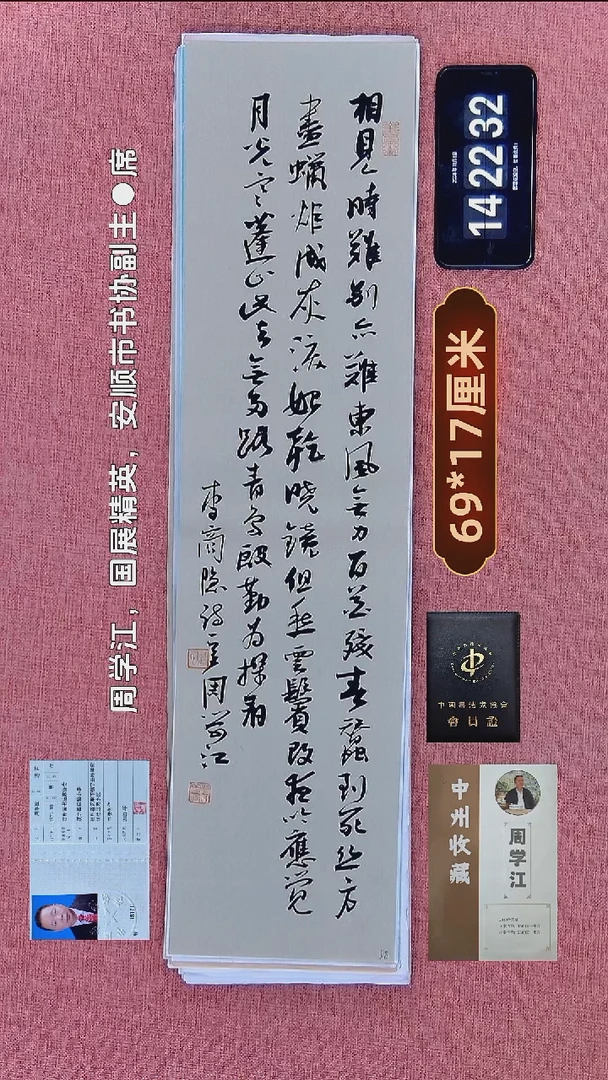 相見時難別亦難東風無力百花殘春蠶到死絲方
盡蠟炬成灰淚始乾曉鏡但愁雲鬢改夜吟應覺
月光寒蓬山此去無多路青鳥殷勤為探看
李商隱詩 周學江
周学江，国展精英，安顺市书协副主●席
14 22 32
69*17厘米
中国书法家协会
會員證
中州收藏
周学江